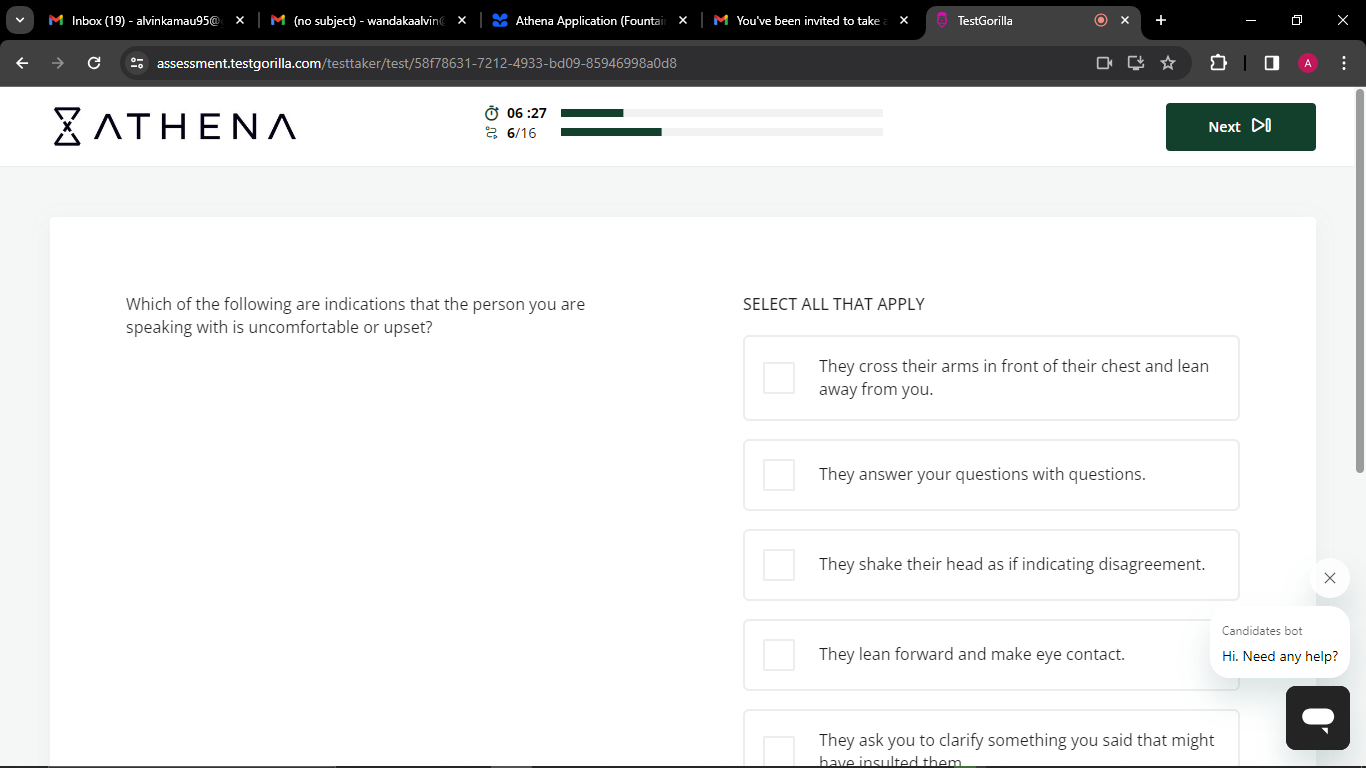 Inbox (19) - alvinkamau95@
(no subject) - wandakaalvin@
Athena Application (Fountai
You've been invited to take a
TestGorilla
assessment.testgorilla.com/testtaker/test/58f78631-7212-4933-bd09-85946998a0d8
A
ATHENA
06 :27
6/16
Next
Which of the following are indications that the person you are
speaking with is uncomfortable or upset?
SELECT ALL THAT APPLY
They cross their arms in front of their chest and lean
away from you.
They answer your questions with questions.
They shake their head as if indicating disagreement.
They lean forward and make eye contact.
They ask you to clarify something you said that might
have insulted them.
Candidates bot
Hi. Need any help?